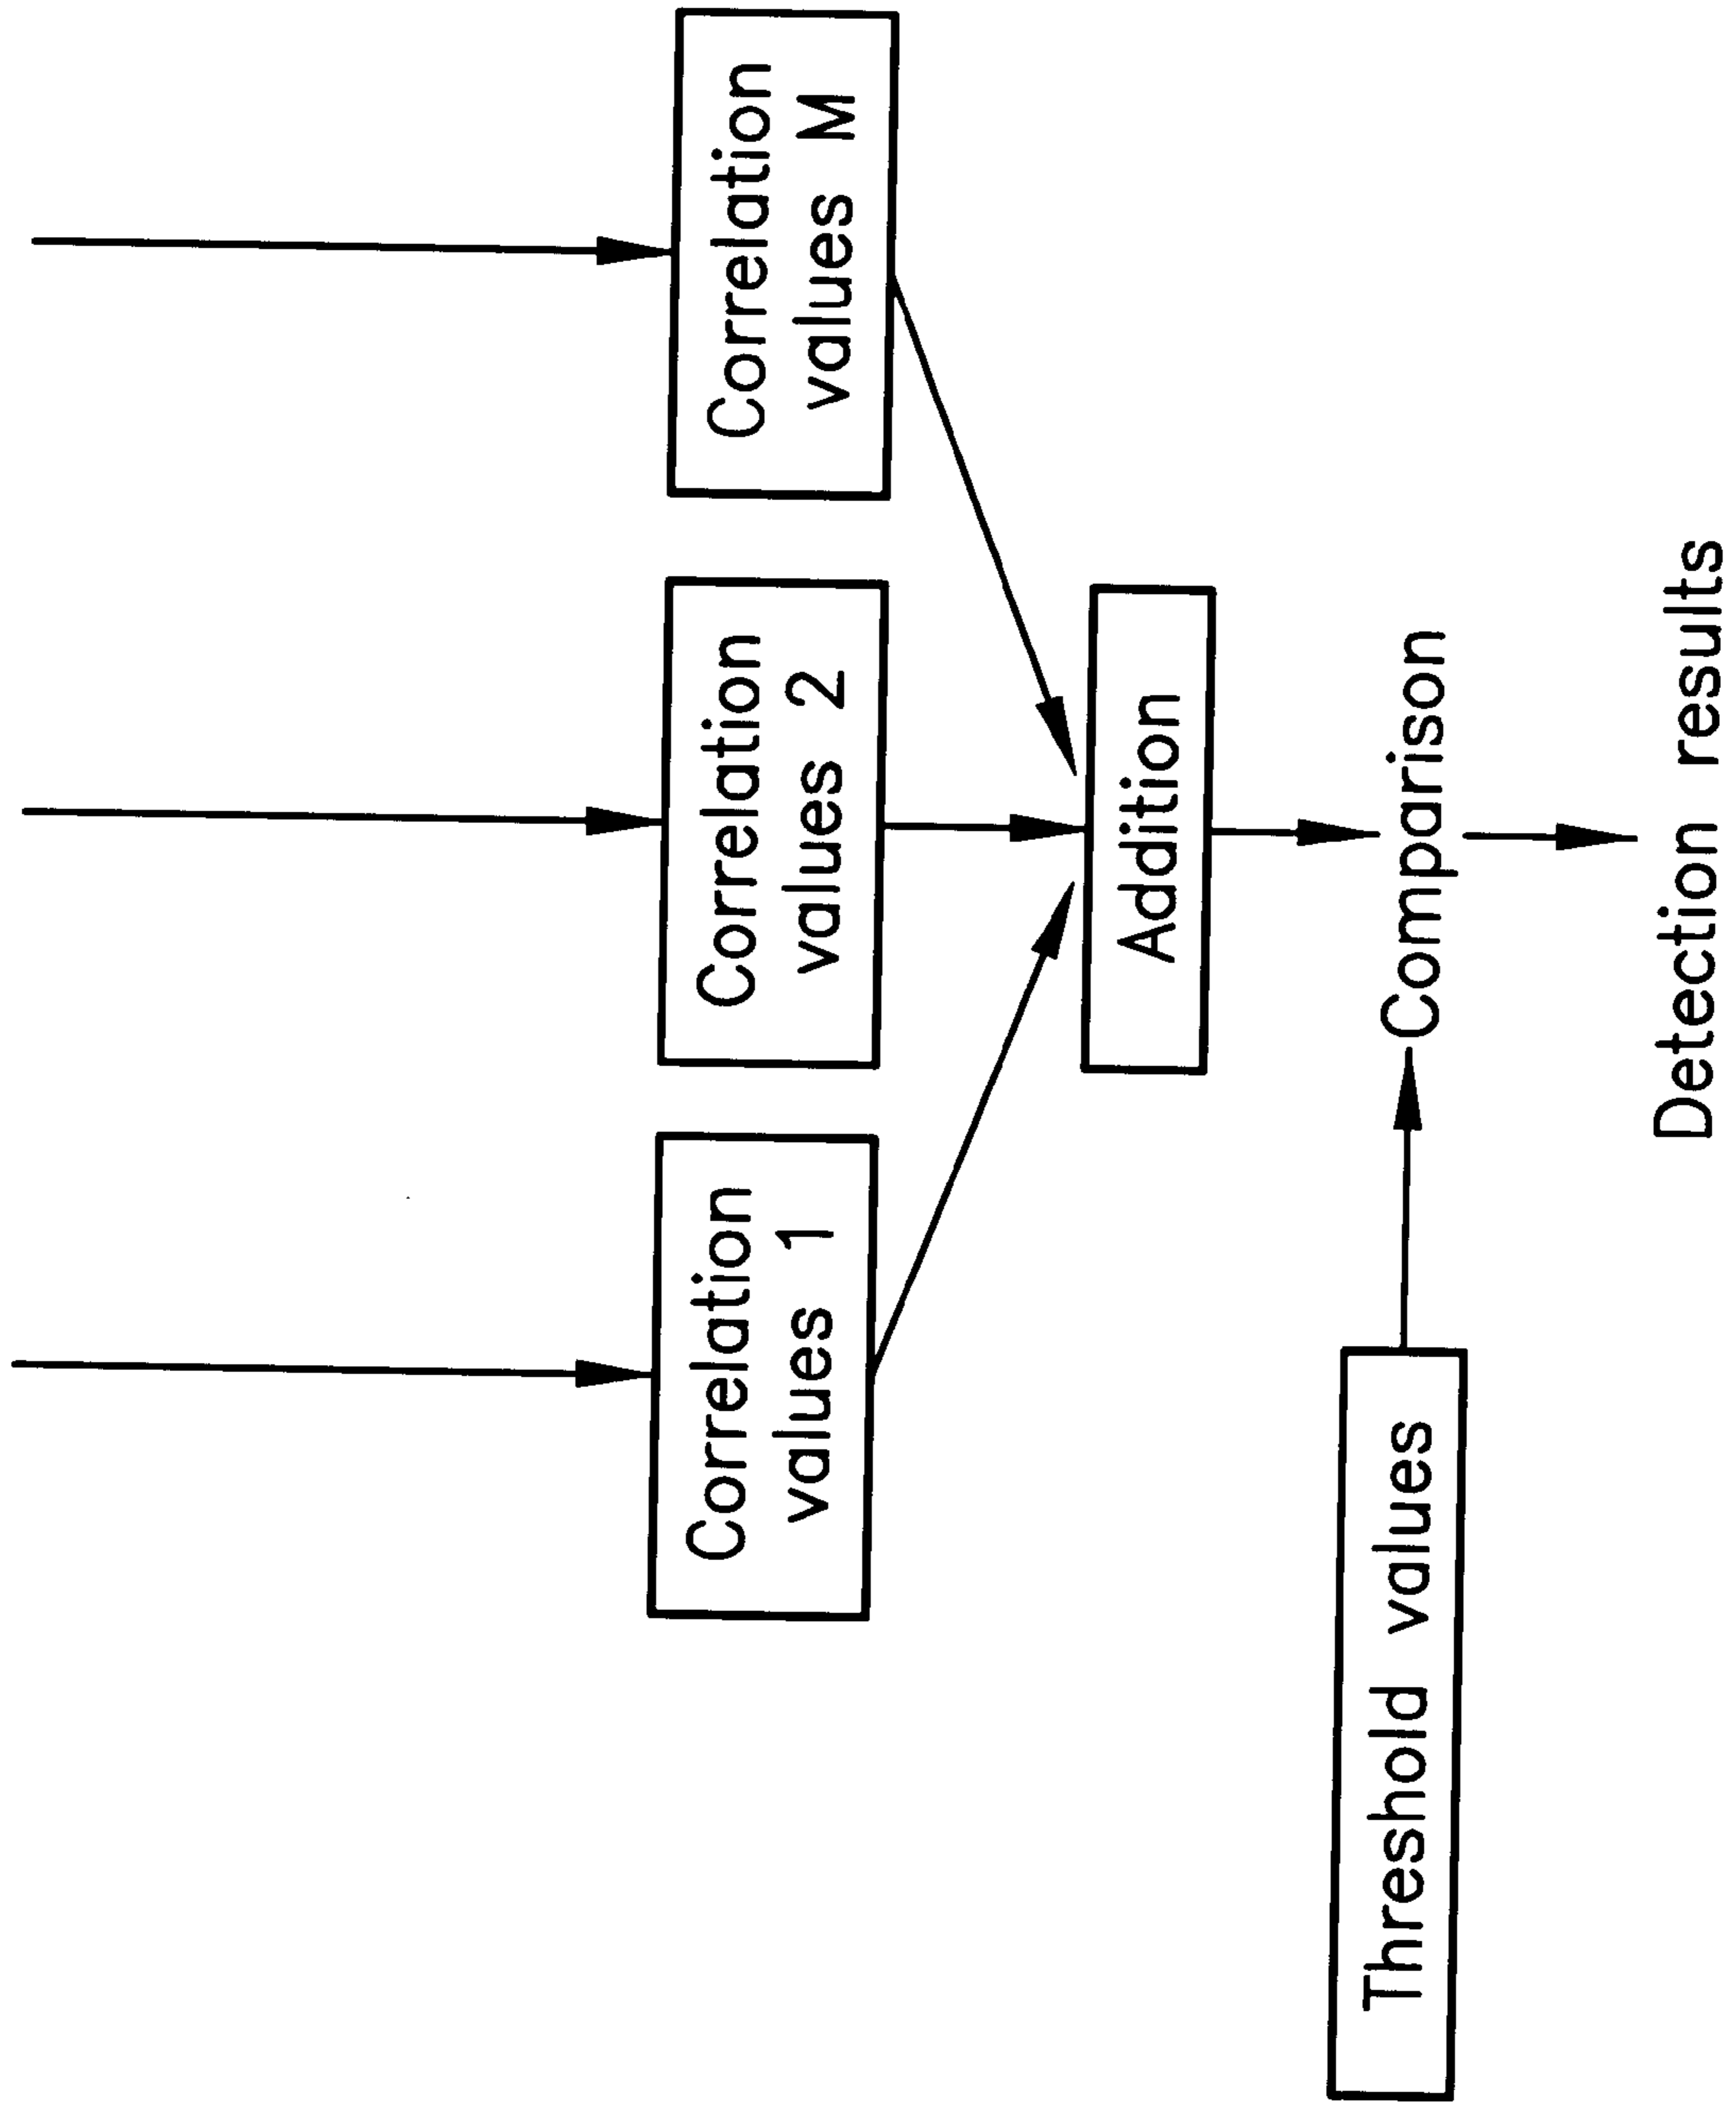 Correlation
values 1
Correlation
values 2
Correlation
values M
Addition
Threshold values
Comparison
Detection results